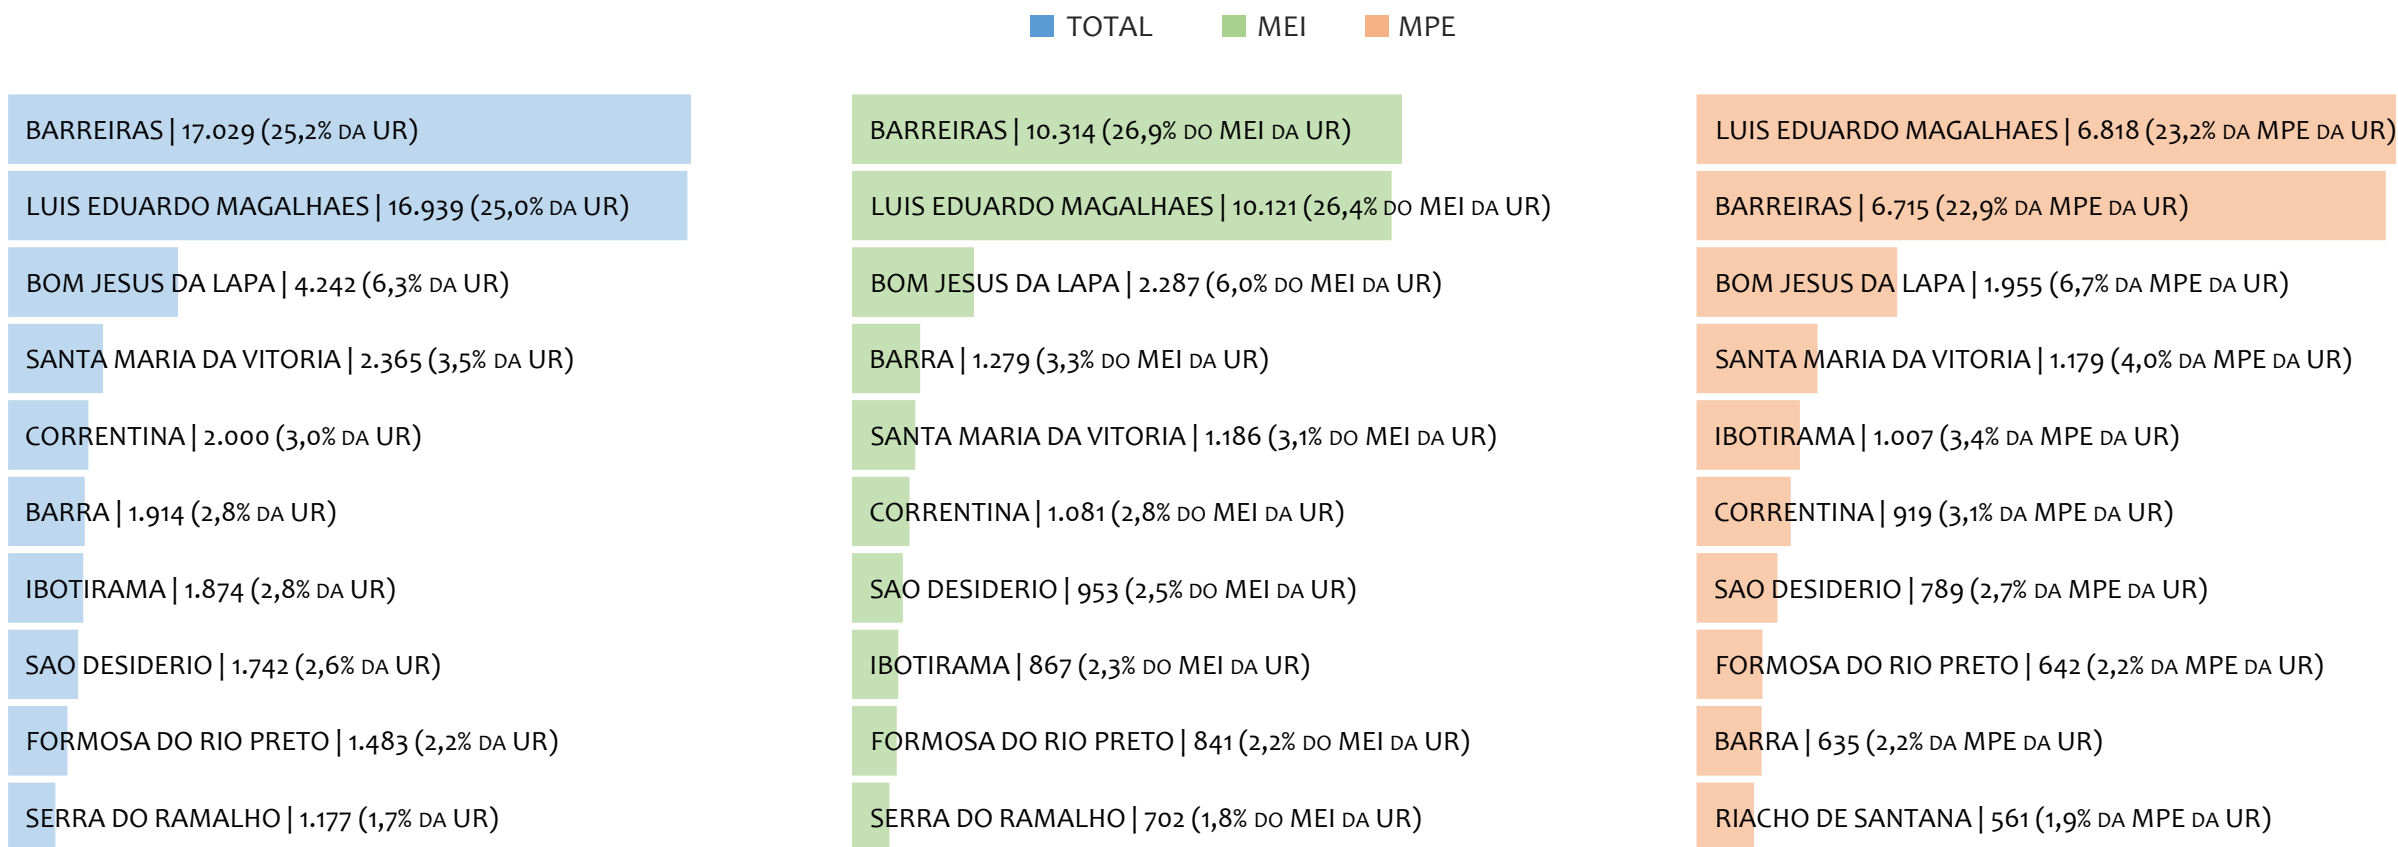 TOTAL MEI MPE
BARREIRAS | 17.029 (25,2% DA UR)
LUIS EDUARDO MAGALHAES | 16.939 (25,0% DA UR)
BOM JESUS DA LAPA | 4.242 (6,3% DA UR)
SANTA MARIA DA VITORIA | 2.365 (3,5% DA UR)
CORRENTINA | 2.000 (3,0% DA UR)
BARRA | 1.914 (2,8% DA UR)
IBOTIRAMA | 1.874 (2,8% DA UR)
SAO DESIDERIO | 1.742 (2,6% DA UR)
FORMOSA DO RIO PRETO | 1.483 (2,2% DA UR)
SERRA DO RAMALHO | 1.177 (1,7% DA UR)
BARREIRAS | 10.314 (26,9% DO MEI DA UR)
LUIS EDUARDO MAGALHAES | 10.121 (26,4% DO MEI DA UR)
BOM JESUS DA LAPA | 2.287 (6,0% DO MEI DA UR)
BARRA | 1.279 (3,3% DO MEI DA UR)
SANTA MARIA DA VITORIA | 1.186 (3,1% DO MEI DA UR)
CORRENTINA | 1.081 (2,8% DO MEI DA UR)
SAO DESIDERIO | 953 (2,5% DO MEI DA UR)
IBOTIRAMA | 867 (2,3% DO MEI DA UR)
FORMOSA DO RIO PRETO | 841 (2,2% DO MEI DA UR)
SERRA DO RAMALHO | 702 (1,8% DO MEI DA UR)
LUIS EDUARDO MAGALHAES | 6.818 (23,2% DA MPE DA UR)
BARREIRAS | 6.715 (22,9% DA MPE DA UR)
BOM JESUS DA LAPA | 1.955 (6,7% DA MPE DA UR)
SANTA MARIA DA VITORIA | 1.179 (4,0% DA MPE DA UR)
IBOTIRAMA | 1.007 (3,4% DA MPE DA UR)
CORRENTINA | 919 (3,1% DA MPE DA UR)
SAO DESIDERIO | 789 (2,7% DA MPE DA UR)
FORMOSA DO RIO PRETO | 642 (2,2% DA MPE DA UR)
BARRA | 635 (2,2% DA MPE DA UR)
RIACHO DE SANTANA | 561 (1,9% DA MPE DA UR)